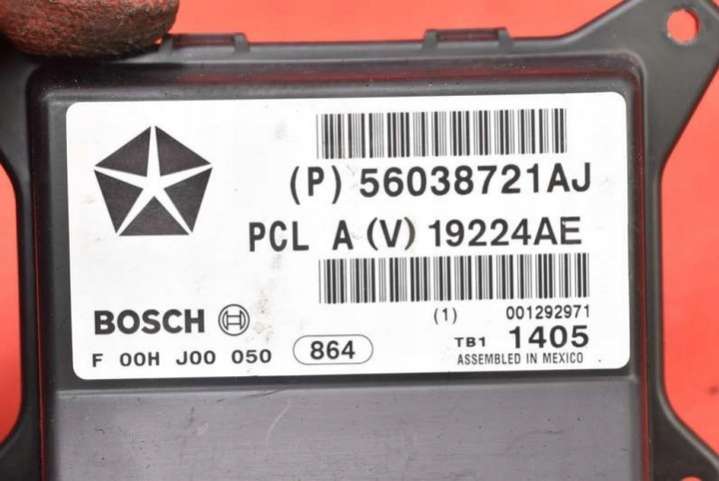 (P) 56038721AJ
PCL A (V) 19224AE
(1) 001292971
BOSCH
TB1 1405
F 00H J00 050 864
ASSEMBLED IN MEXICO